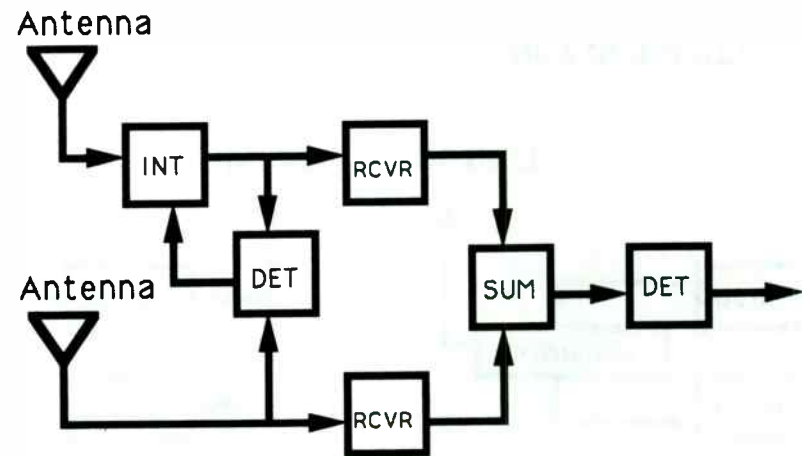 Antenna
INT
RCVR
DET
Antenna
SUM
DET
RCVR